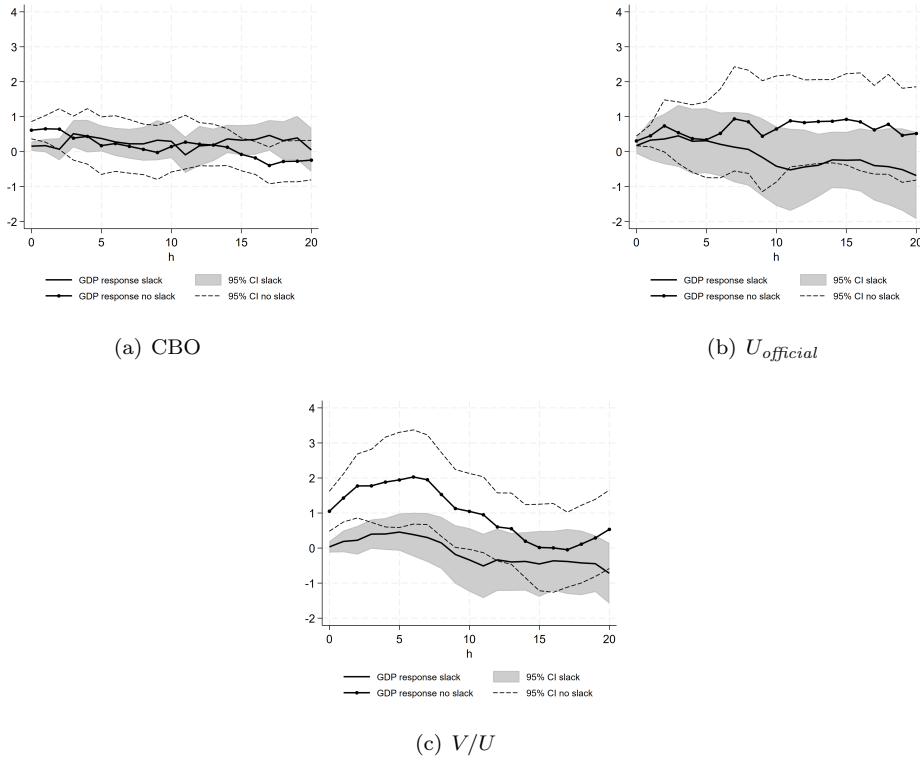 4
3
2
1
0
-1
-2
0 5 10 15 20
h
GDP response slack 95% CI slack
GDP response no slack 95% CI no slack
(a) CBO
4
3
2
1
0
-1
-2
0 5 10 15 20
h
GDP response slack 95% CI slack
GDP response no slack 95% CI no slack
(b) U_official
4
3
2
1
0
-1
-2
0 5 10 15 20
h
GDP response slack 95% CI slack
GDP response no slack 95% CI no slack
(c) V/U